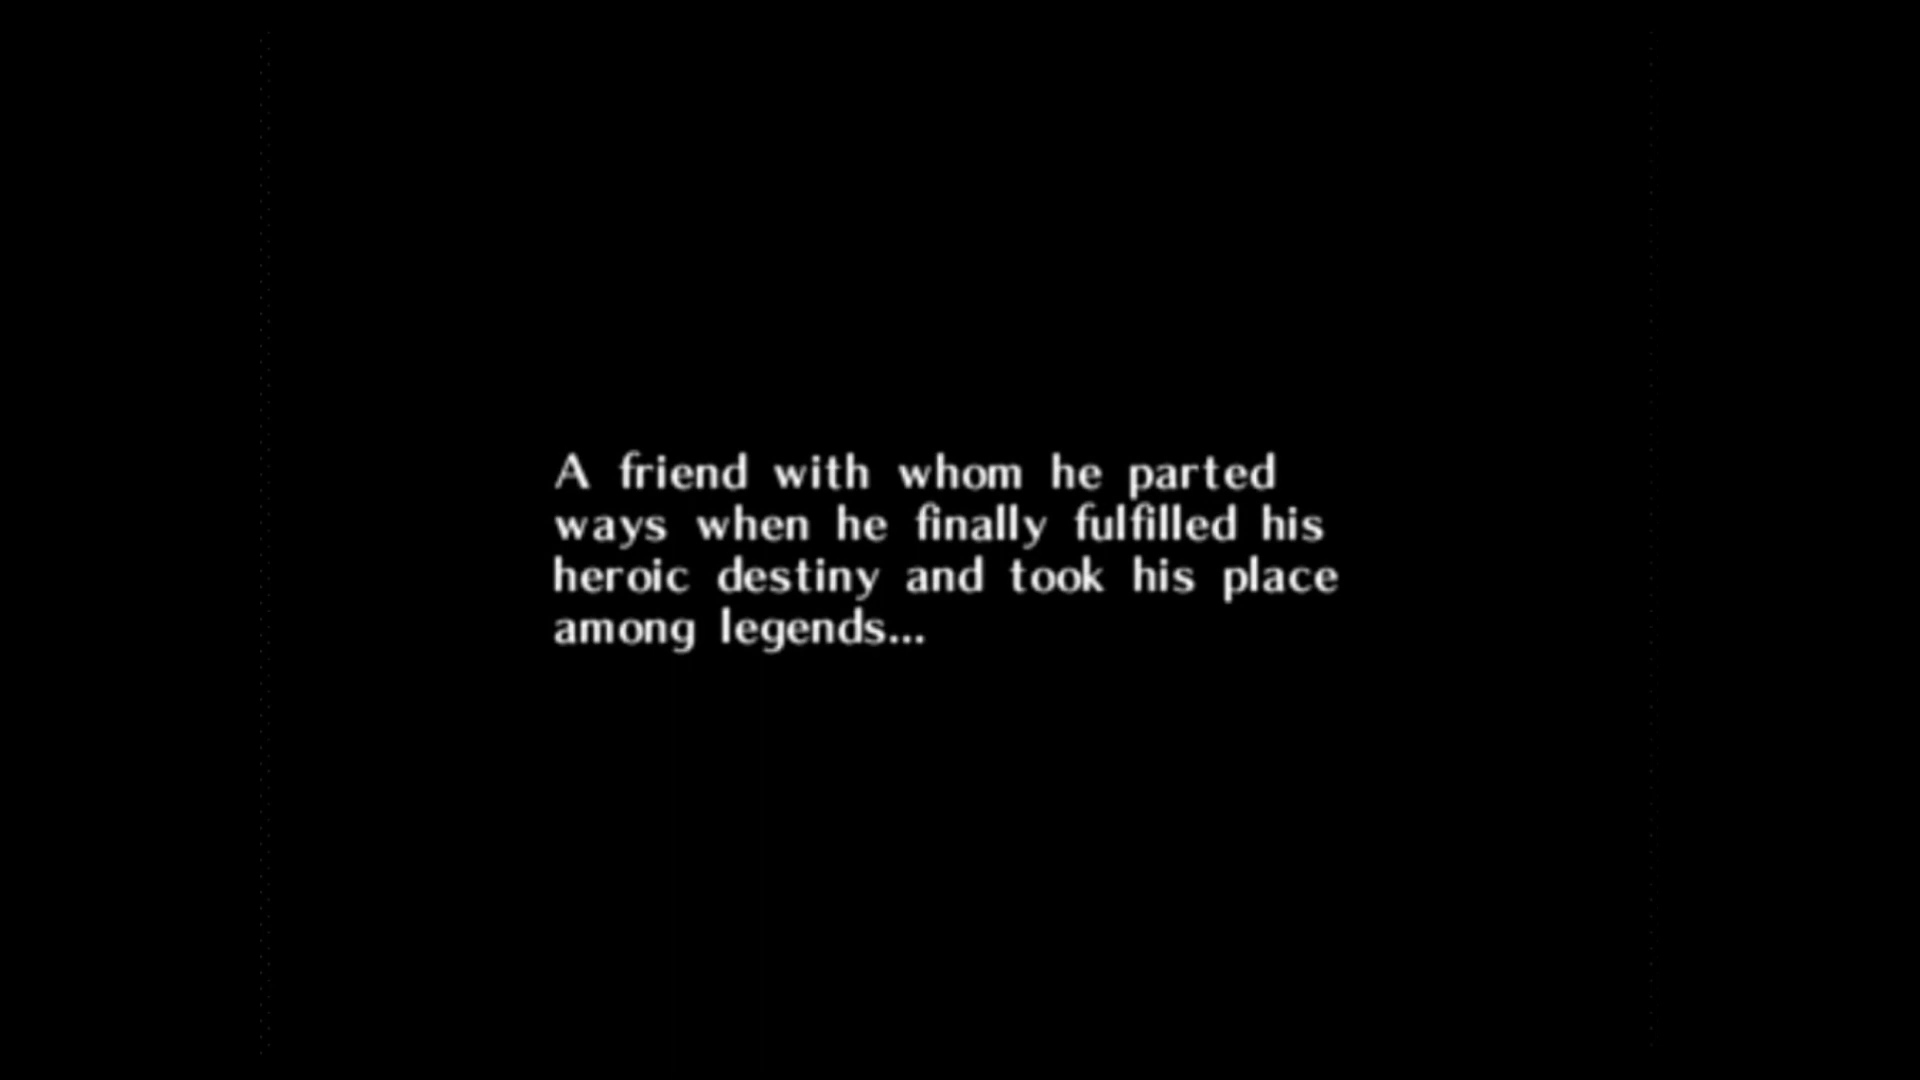 A friend with whom he parted
ways when he finally fulfilled his
heroic destiny and took his place
among legends...